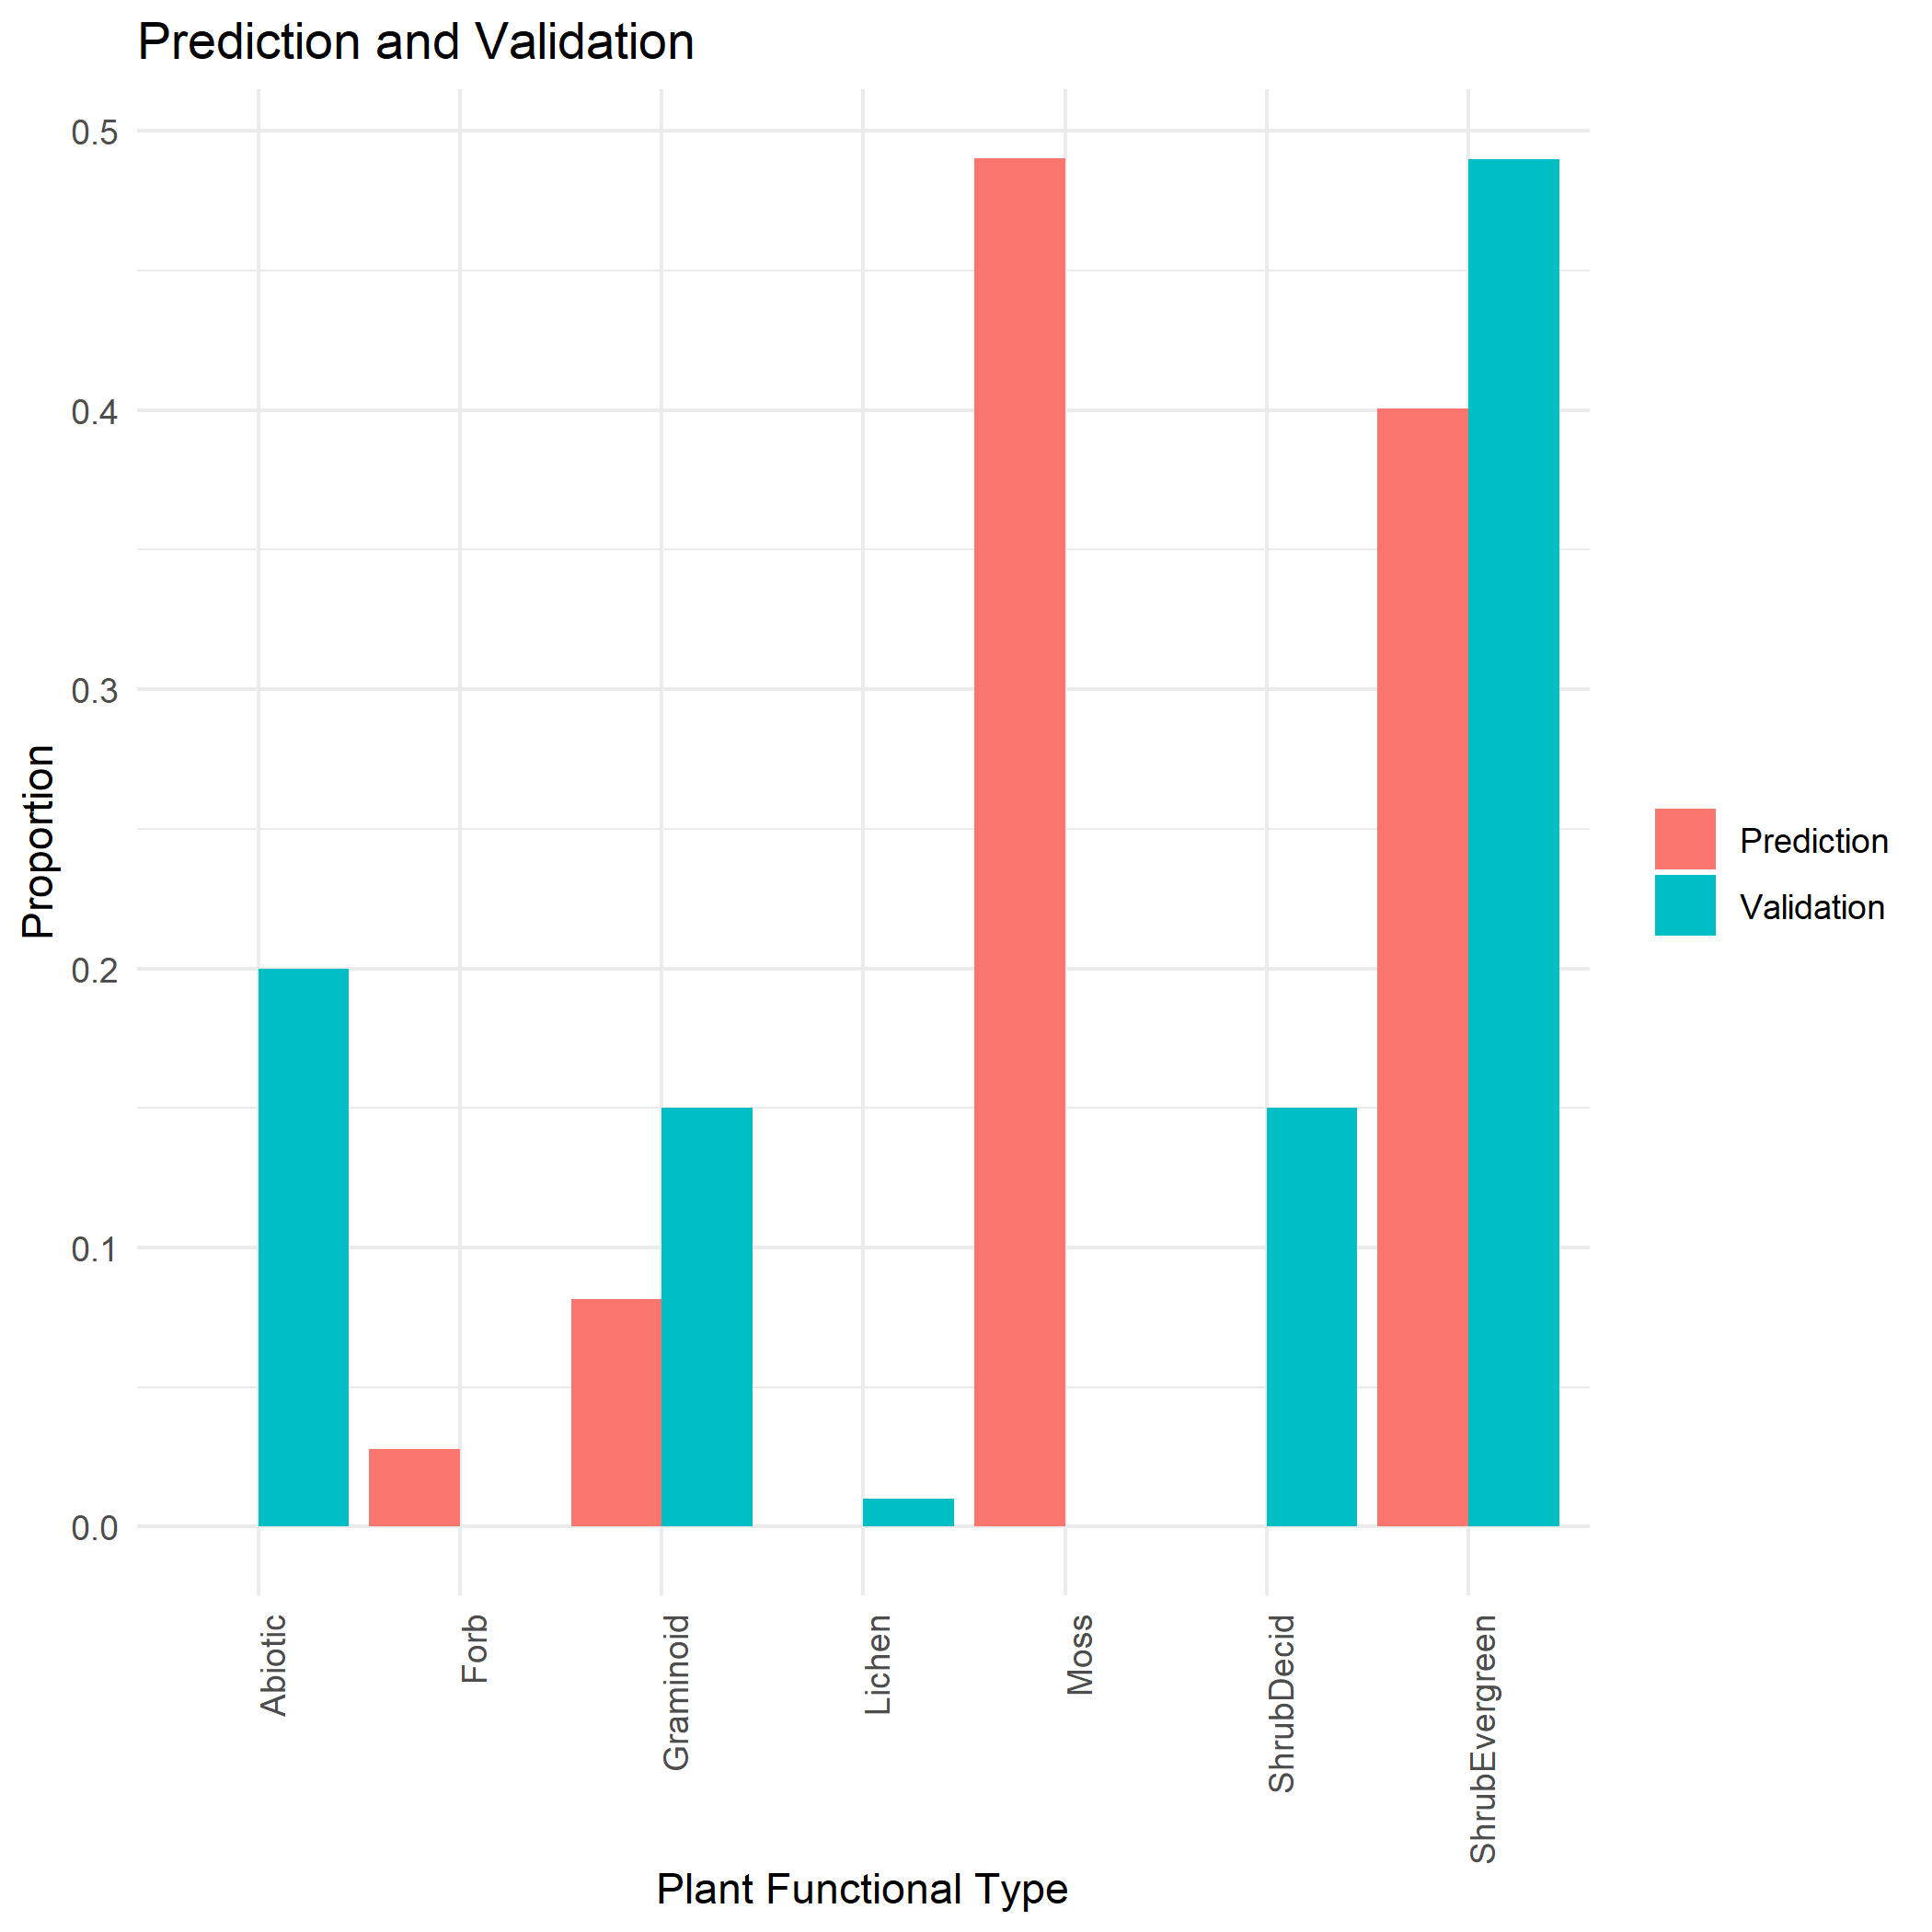 Prediction and Validation
Proportion
0.5
0.4
0.3
0.2
0.1
0.0
Abiotic
Forb
Graminoid
Lichen
Moss
ShrubDecid
ShrubEvergreen
Plant Functional Type
Prediction
Validation